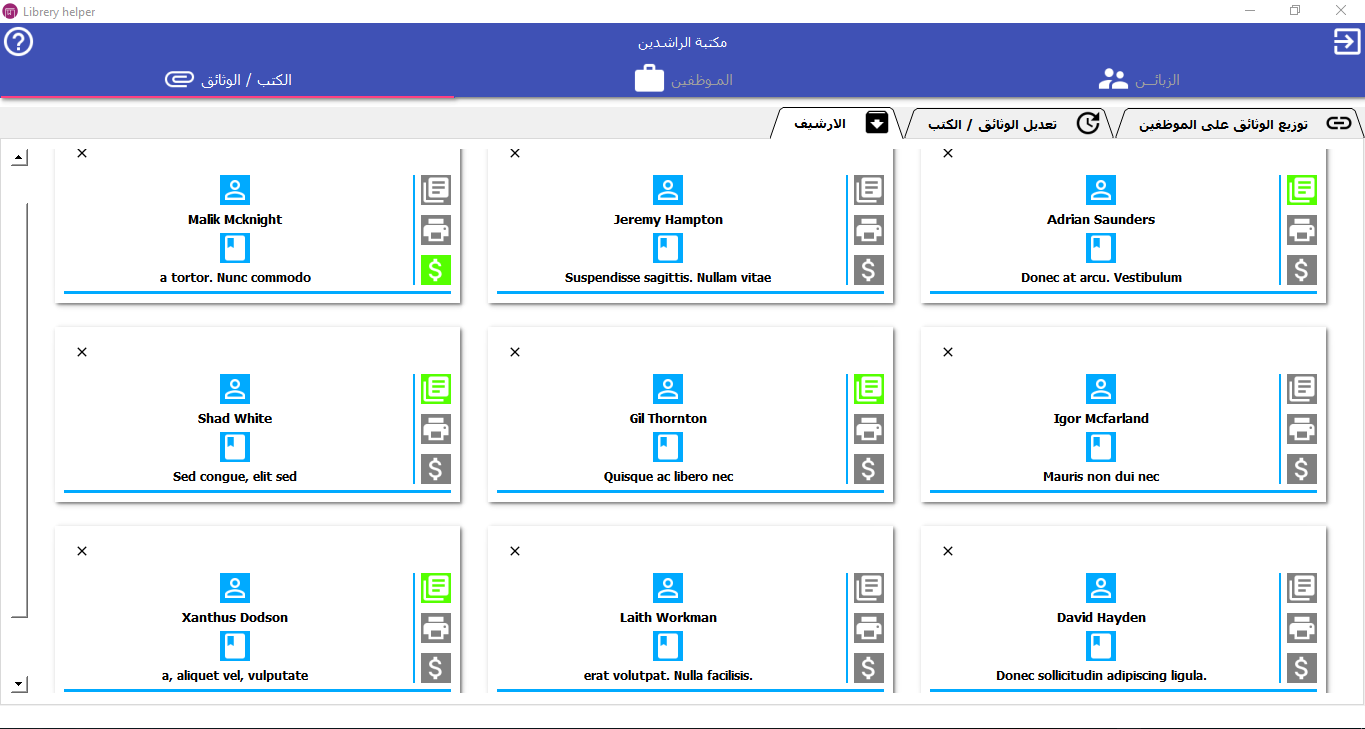 Librery helper
مكتبة الراشدين
الزبائــن
المـوظفين
الكتب / الوثائق
توزيع الوثائق على الموظفين
تعديل الوثائق / الكتب
الارشيف
Malik Mcknight
a tortor. Nunc commodo
Jeremy Hampton
Suspendisse sagittis. Nullam vitae
Adrian Saunders
Donec at arcu. Vestibulum
Shad White
Sed congue, elit sed
Gil Thornton
Quisque ac libero nec
Igor Mcfarland
Mauris non dui nec
Xanthus Dodson
a, aliquet vel, vulputate
Laith Workman
erat volutpat. Nulla facilisis.
David Hayden
Donec sollicitudin adipiscing ligula.